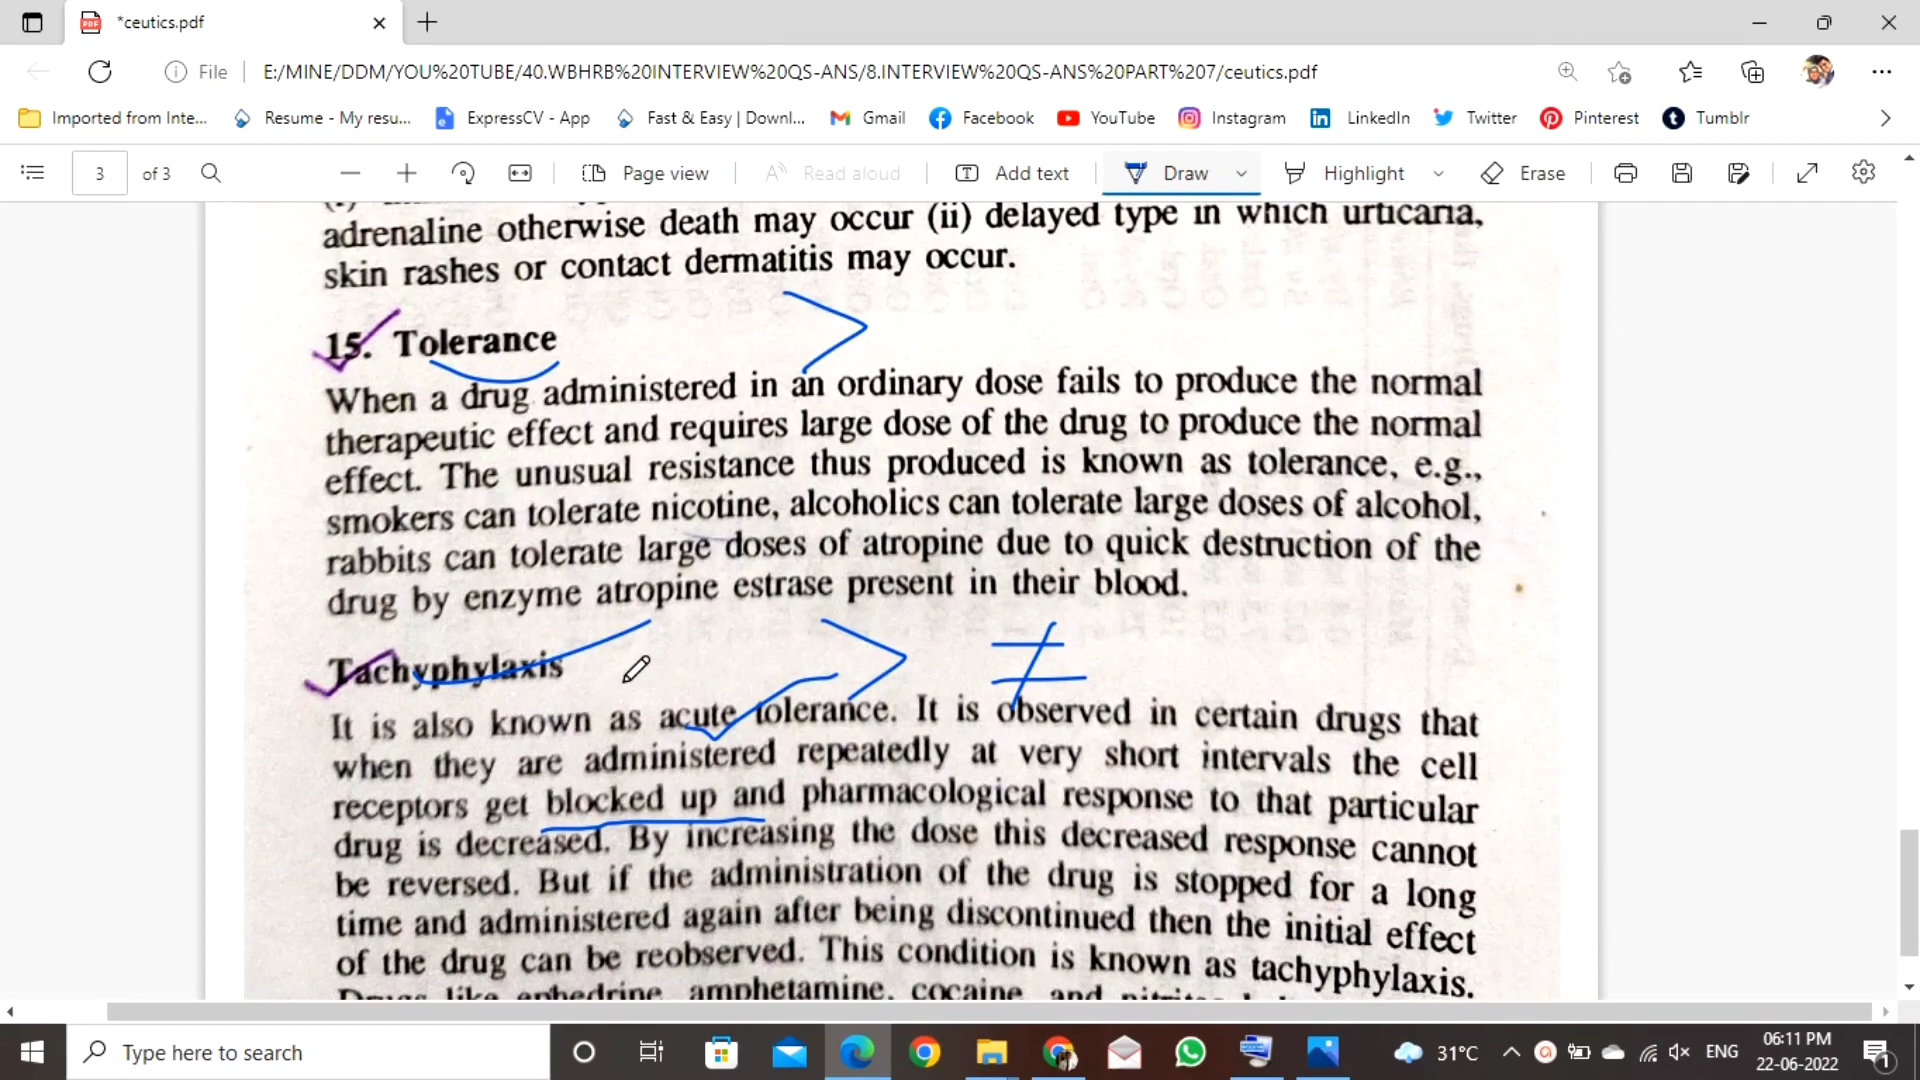 *ceutics.pdf
File
E:/MINE/DDM/YOU%20TUBE/40.WBHRB%20INTERVIEW%20QS-ANS/8.INTERVIEW%20QS-ANS%20PART%207/ceutics.pdf
Imported from Inte... Resume - My resu... ExpressCV - App Fast & Easy | Downl... Gmail Facebook YouTube Instagram LinkedIn Twitter Pinterest Tumblr
3 of 3 Page view Read aloud Add text Draw Highlight Erase
adrenaline otherwise death may occur (ii) delayed type in which urticaria,
skin rashes or contact dermatitis may occur.
15. Tolerance
When a drug administered in an ordinary dose fails to produce the normal
therapeutic effect and requires large dose of the drug to produce the normal
effect. The unusual resistance thus produced is known as tolerance, e.g.,
smokers can tolerate nicotine, alcoholics can tolerate large doses of alcohol,
rabbits can tolerate large doses of atropine due to quick destruction of the
drug by enzyme atropine estrase present in their blood.
≠
Tachyphylaxis
It is also known as acute tolerance. It is observed in certain drugs that
when they are administered repeatedly at very short intervals the cell
receptors get blocked up and pharmacological response to that particular
drug is decreased. By increasing the dose this decreased response cannot
be reversed. But if the administration of the drug is stopped for a long
time and administered again after being discontinued then the initial effect
of the drug can be reobserved. This condition is known as tachyphylaxis.
Drugs like ephedrine, amphetamine, cocaine and
Type here to search
31°C ENG
06:11 PM
22-06-2022
1